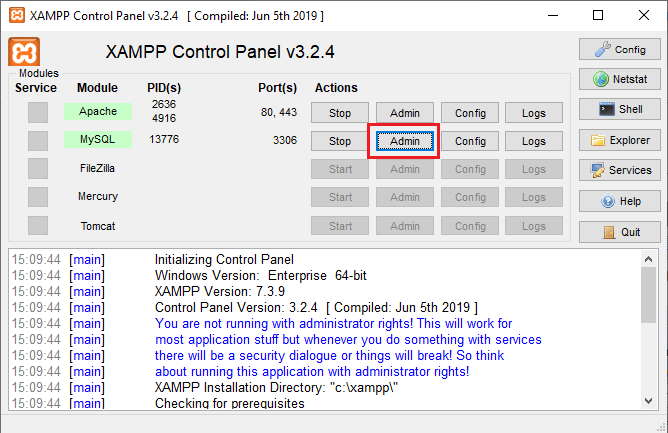 XAMPP Control Panel v3.2.4 [ Compiled: Jun 5th 2019 ]
XAMPP Control Panel v3.2.4
Config
Modules
Service Module PID(s) Port(s) Actions
Netstat
Apache 2636 4916 80, 443 Stop Admin Config Logs
Shell
MySQL 13776 3306 Stop Admin Config Logs
Explorer
FileZilla Start Admin Config Logs
Services
Mercury Start Admin Config Logs
Help
Tomcat Start Admin Config Logs
Quit
15:09:44 [main] Initializing Control Panel
15:09:44 [main] Windows Version: Enterprise 64-bit
15:09:44 [main] XAMPP Version: 7.3.9
15:09:44 [main] Control Panel Version: 3.2.4 [ Compiled: Jun 5th 2019 ]
15:09:44 [main] You are not running with administrator rights! This will work for
15:09:44 [main] most application stuff but whenever you do something with services
15:09:44 [main] there will be a security dialogue or things will break! So think
15:09:44 [main] about running this application with administrator rights!
15:09:44 [main] XAMPP Installation Directory: "c:\xampp\"
15:09:44 [main] Checking for prerequisites